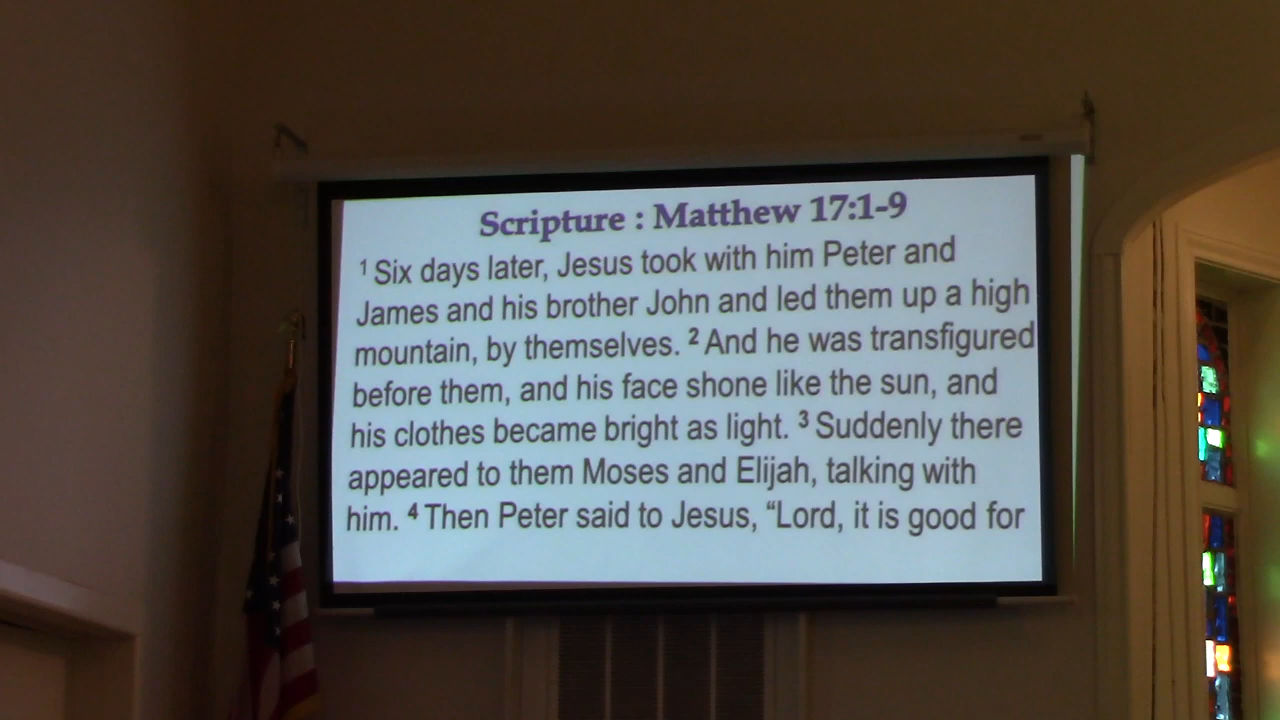 Scripture : Matthew 17:1-9
¹ Six days later, Jesus took with him Peter and
James and his brother John and led them up a high
mountain, by themselves. ² And he was transfigured
before them, and his face shone like the sun, and
his clothes became bright as light. ³ Suddenly there
appeared to them Moses and Elijah, talking with
him. ⁴ Then Peter said to Jesus, “Lord, it is good for